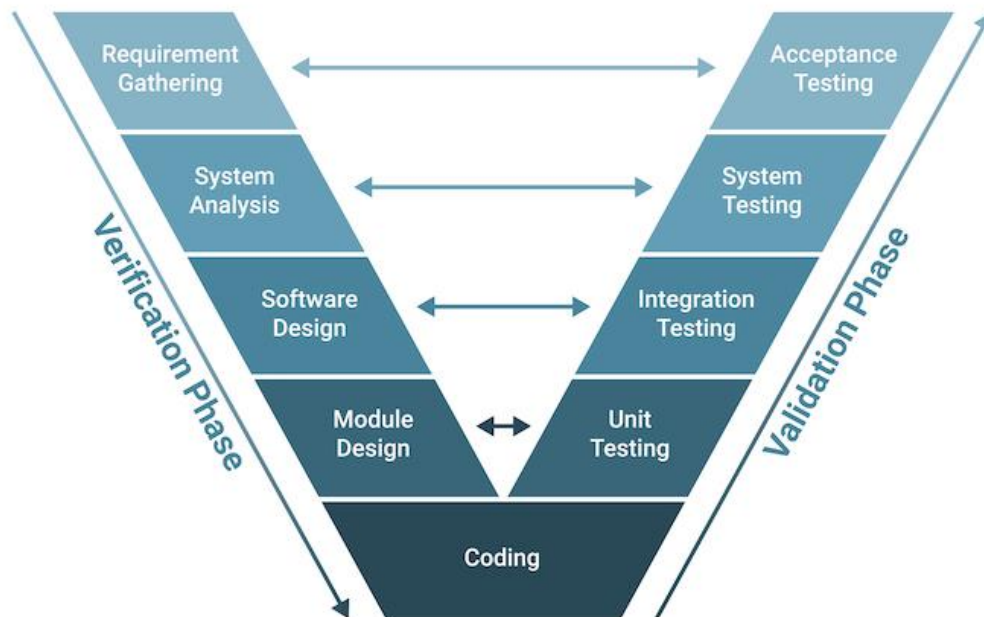 Requirement
Gathering
Acceptance
Testing
System
Analysis
System
Testing
Software
Design
Integration
Testing
Module
Design
Unit
Testing
Coding
Verification Phase
Validation Phase